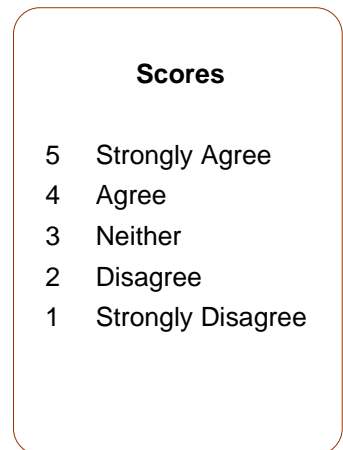 Scores
5 Strongly Agree
4 Agree
3 Neither
2 Disagree
1 Strongly Disagree